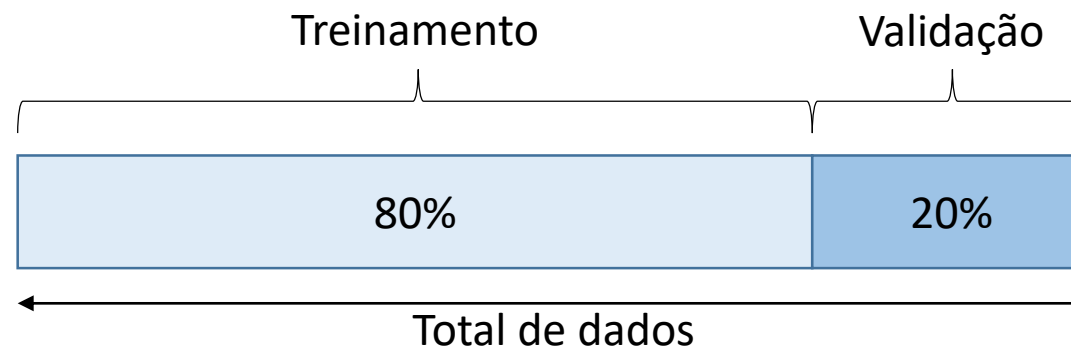 Treinamento
Validação
80%
20%
Total de dados